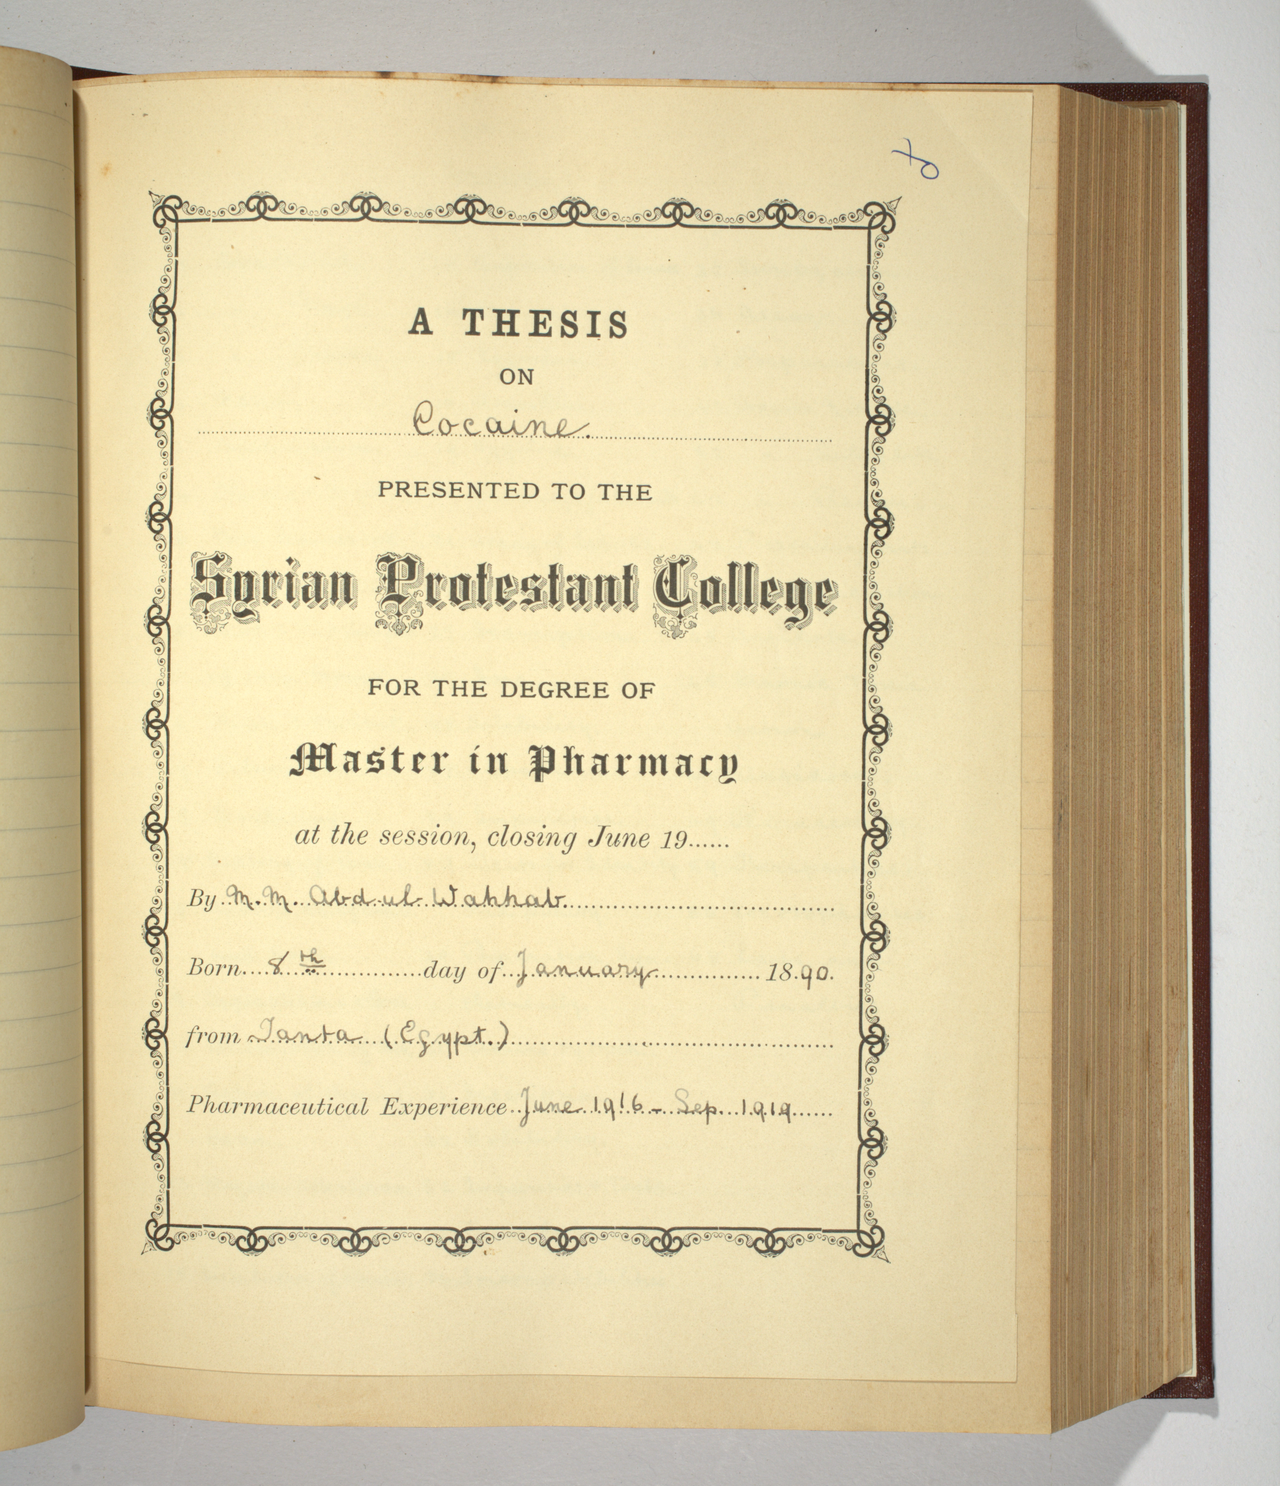 A THESIS
ON
Cocaine.
PRESENTED TO THE
Syrian Protestant College
FOR THE DEGREE OF
Master in Pharmacy
at the session, closing June 19......
By M. M. Abd-ul-Wahhab
Born 8th day of January 1890.
from Tanta (Egypt.)
Pharmaceutical Experience June 1916 - Sep. 1919